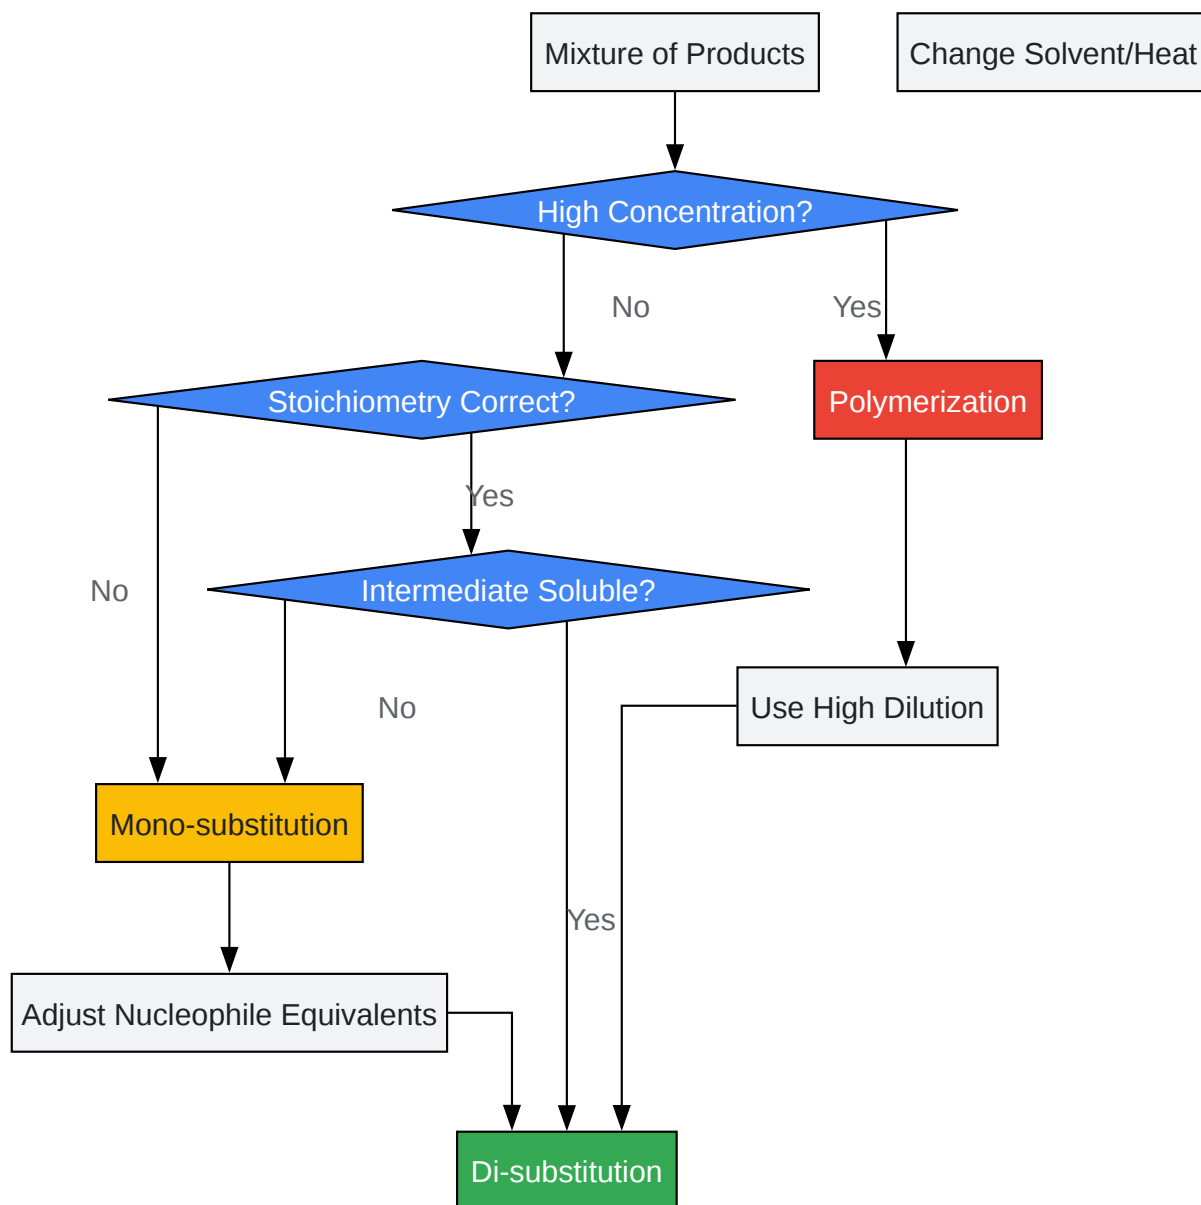 Mixture of Products
Change Solvent/Heat
High Concentration?
No
Yes
Stoichiometry Correct?
Polymerization
Yes
No
Intermediate Soluble?
No
Use High Dilution
Mono-substitution
Yes
Adjust Nucleophile Equivalents
Di-substitution